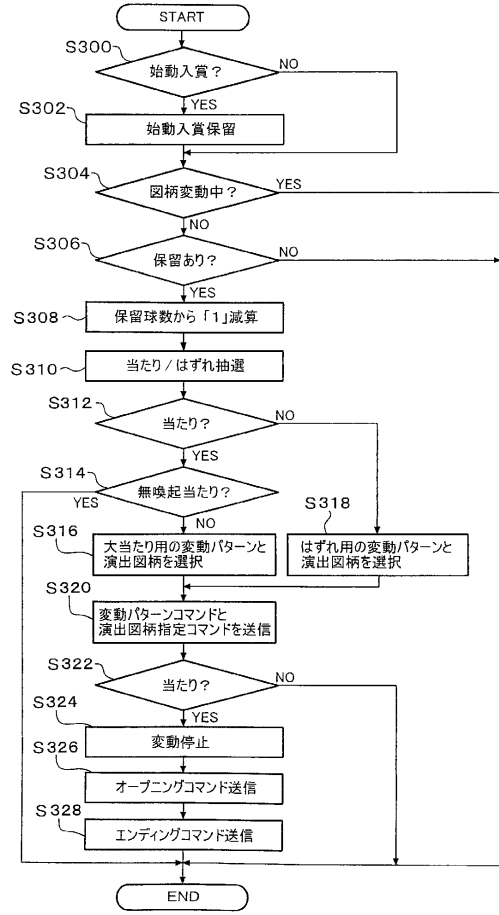 START
S300
始動入賞?
NO
YES
S302
始動入賞保留
S304
図柄変動中?
YES
NO
S306
保留あり?
NO
YES
S308
保留球数から「1」減算
S310
当たり/はずれ抽選
S312
当たり?
NO
YES
S314
無喚起当たり?
YES
NO
S316
大当たり用の変動パターンと
演出図柄を選択
S318
はずれ用の変動パターンと
演出図柄を選択
S320
変動パターンコマンドと
演出図柄指定コマンドを送信
S322
当たり?
NO
YES
S324
変動停止
S326
オープニングコマンド送信
S328
エンディングコマンド送信
END